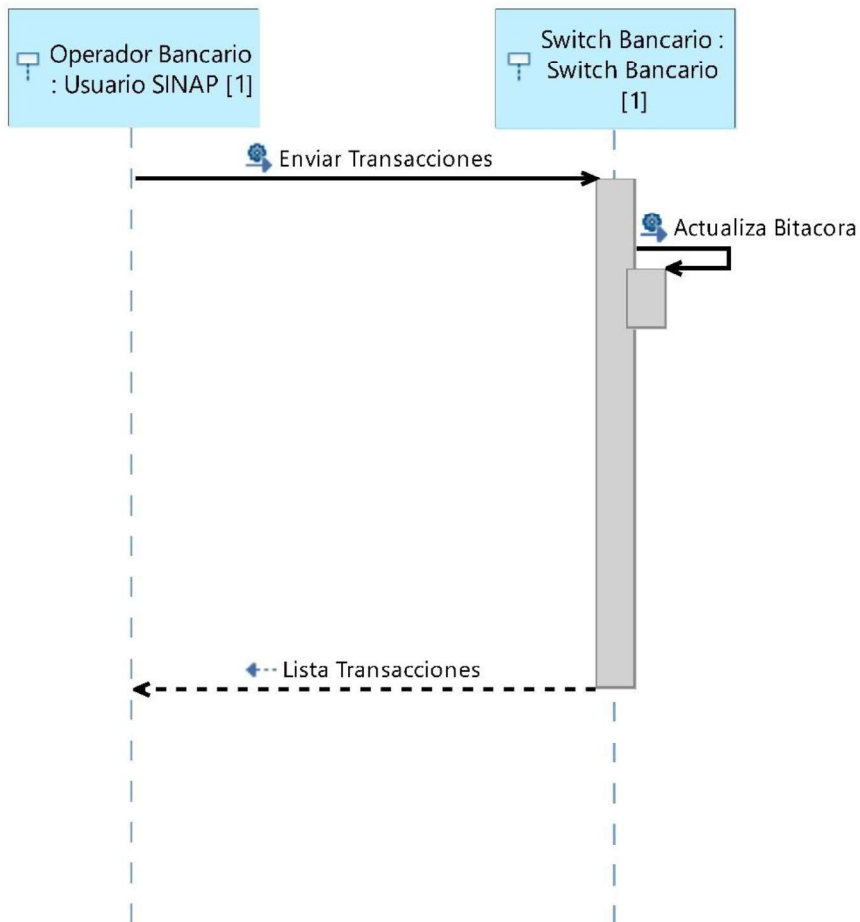 Operador Bancario
: Usuario SINAP [1]
Switch Bancario :
Switch Bancario
[1]
Enviar Transacciones
Actualiza Bitacora
Lista Transacciones